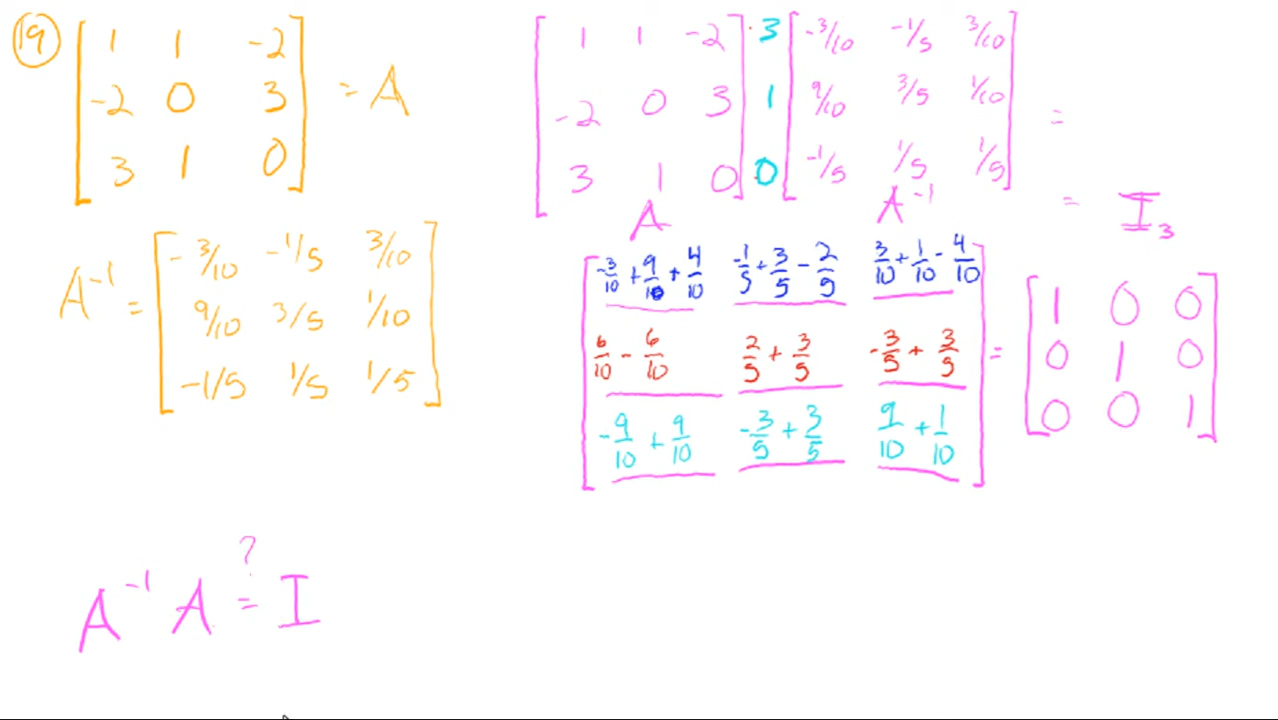 19 [ 1 1 -2
-2 0 3
3 1 0 ] = A
A⁻¹ = [ -3/10 -1/5 3/10
9/10 3/5 1/10
-1/5 1/5 1/5 ]
A⁻¹ A ?= I
[ 1 1 -2
-2 0 3
3 1 0 ]
A
· 3
1
0
[ -3/10 -1/5 3/10
9/10 3/5 1/10
-1/5 1/5 1/5 ] =
A⁻¹
= I₃
[ -3/10 + 9/10 + 4/10 -1/5 + 3/5 - 2/5 3/10 + 1/10 - 4/10
6/10 - 6/10 2/5 + 3/5 -3/5 + 3/5
-9/10 + 9/10 -3/5 + 3/5 9/10 + 1/10 ]
= [ 1 0 0
0 1 0
0 0 1 ]